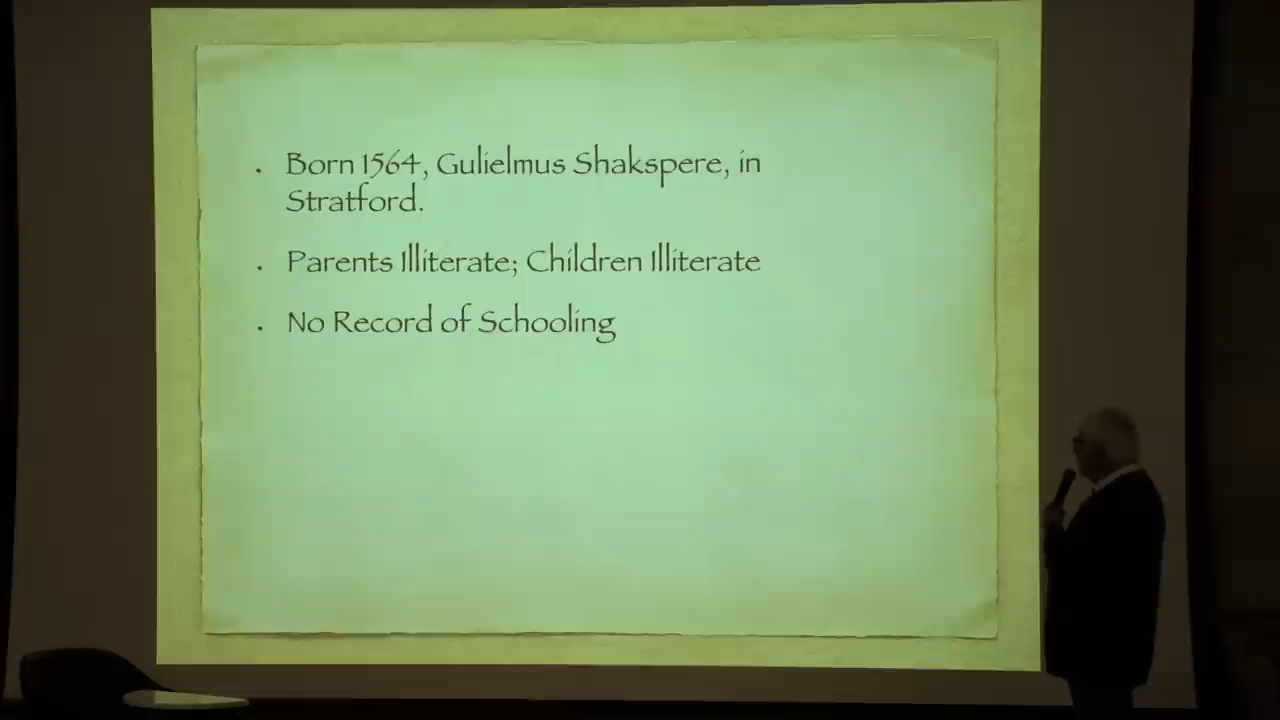 . Born 1564, Gulielmus Shakspere, in
Stratford.
. Parents Illiterate; Children Illiterate
. No Record of Schooling